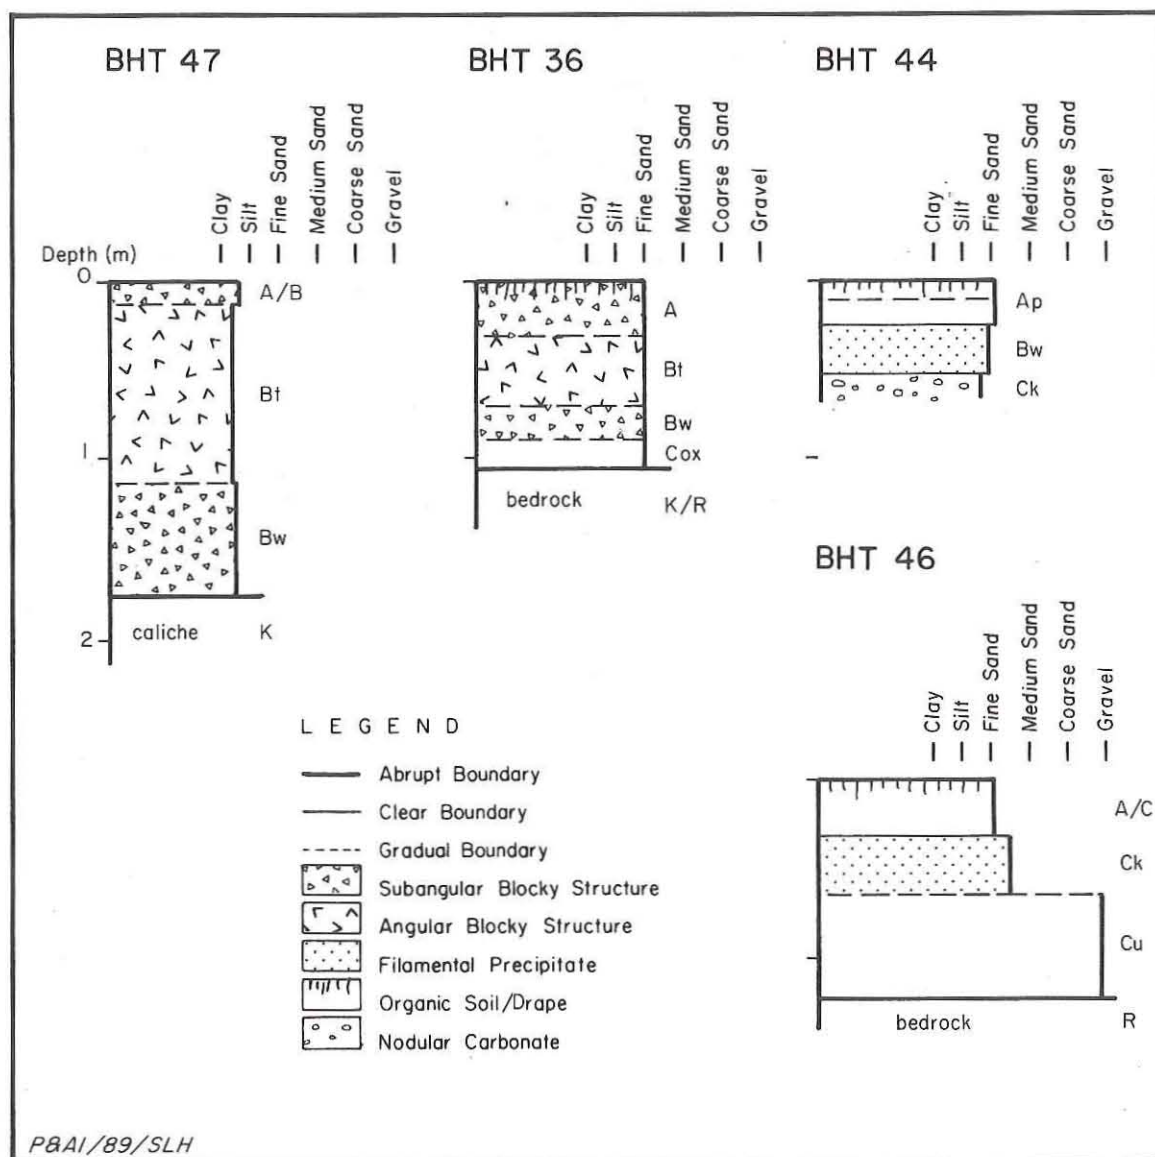 BHT 47
Clay
Silt
Fine Sand
Medium Sand
Coarse Sand
Gravel
Depth (m)
0
1
2
A/B
Bt
Bw
caliche
K
BHT 36
Clay
Silt
Fine Sand
Medium Sand
Coarse Sand
Gravel
A
Bt
Bw
Cox
bedrock
K/R
BHT 44
Clay
Silt
Fine Sand
Medium Sand
Coarse Sand
Gravel
Ap
Bw
Ck
BHT 46
Clay
Silt
Fine Sand
Medium Sand
Coarse Sand
Gravel
A/C
Ck
Cu
bedrock
R
LEGEND
Abrupt Boundary
Clear Boundary
Gradual Boundary
Subangular Blocky Structure
Angular Blocky Structure
Filamental Precipitate
Organic Soil/Drape
Nodular Carbonate
P&AI/89/SLH